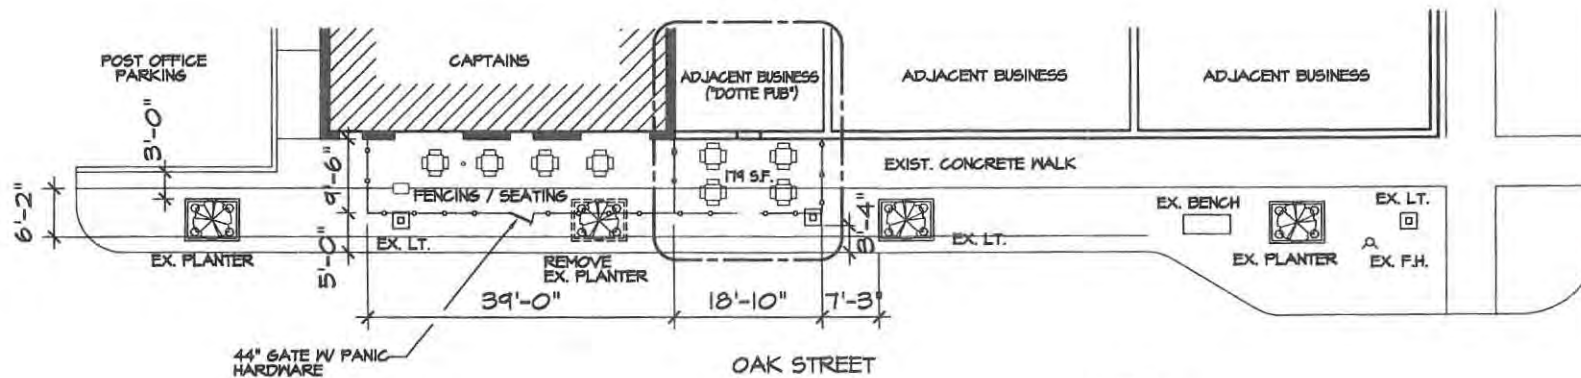 POST OFFICE
PARKING
CAPTAINS
ADJACENT BUSINESS
("DOTTE PUB")
ADJACENT BUSINESS
ADJACENT BUSINESS
3'-0"
6'-2"
9'-6"
5'-0"
FENCING / SEATING
179 S.F.
EXIST. CONCRETE WALK
3'-4"
EX. PLANTER
EX. LT.
REMOVE
EX. PLANTER
EX. LT.
EX. BENCH
EX. PLANTER
EX. LT.
EX. F.H.
39'-0"
18'-10"
7'-3"
44" GATE W/ PANIC
HARDWARE
OAK STREET